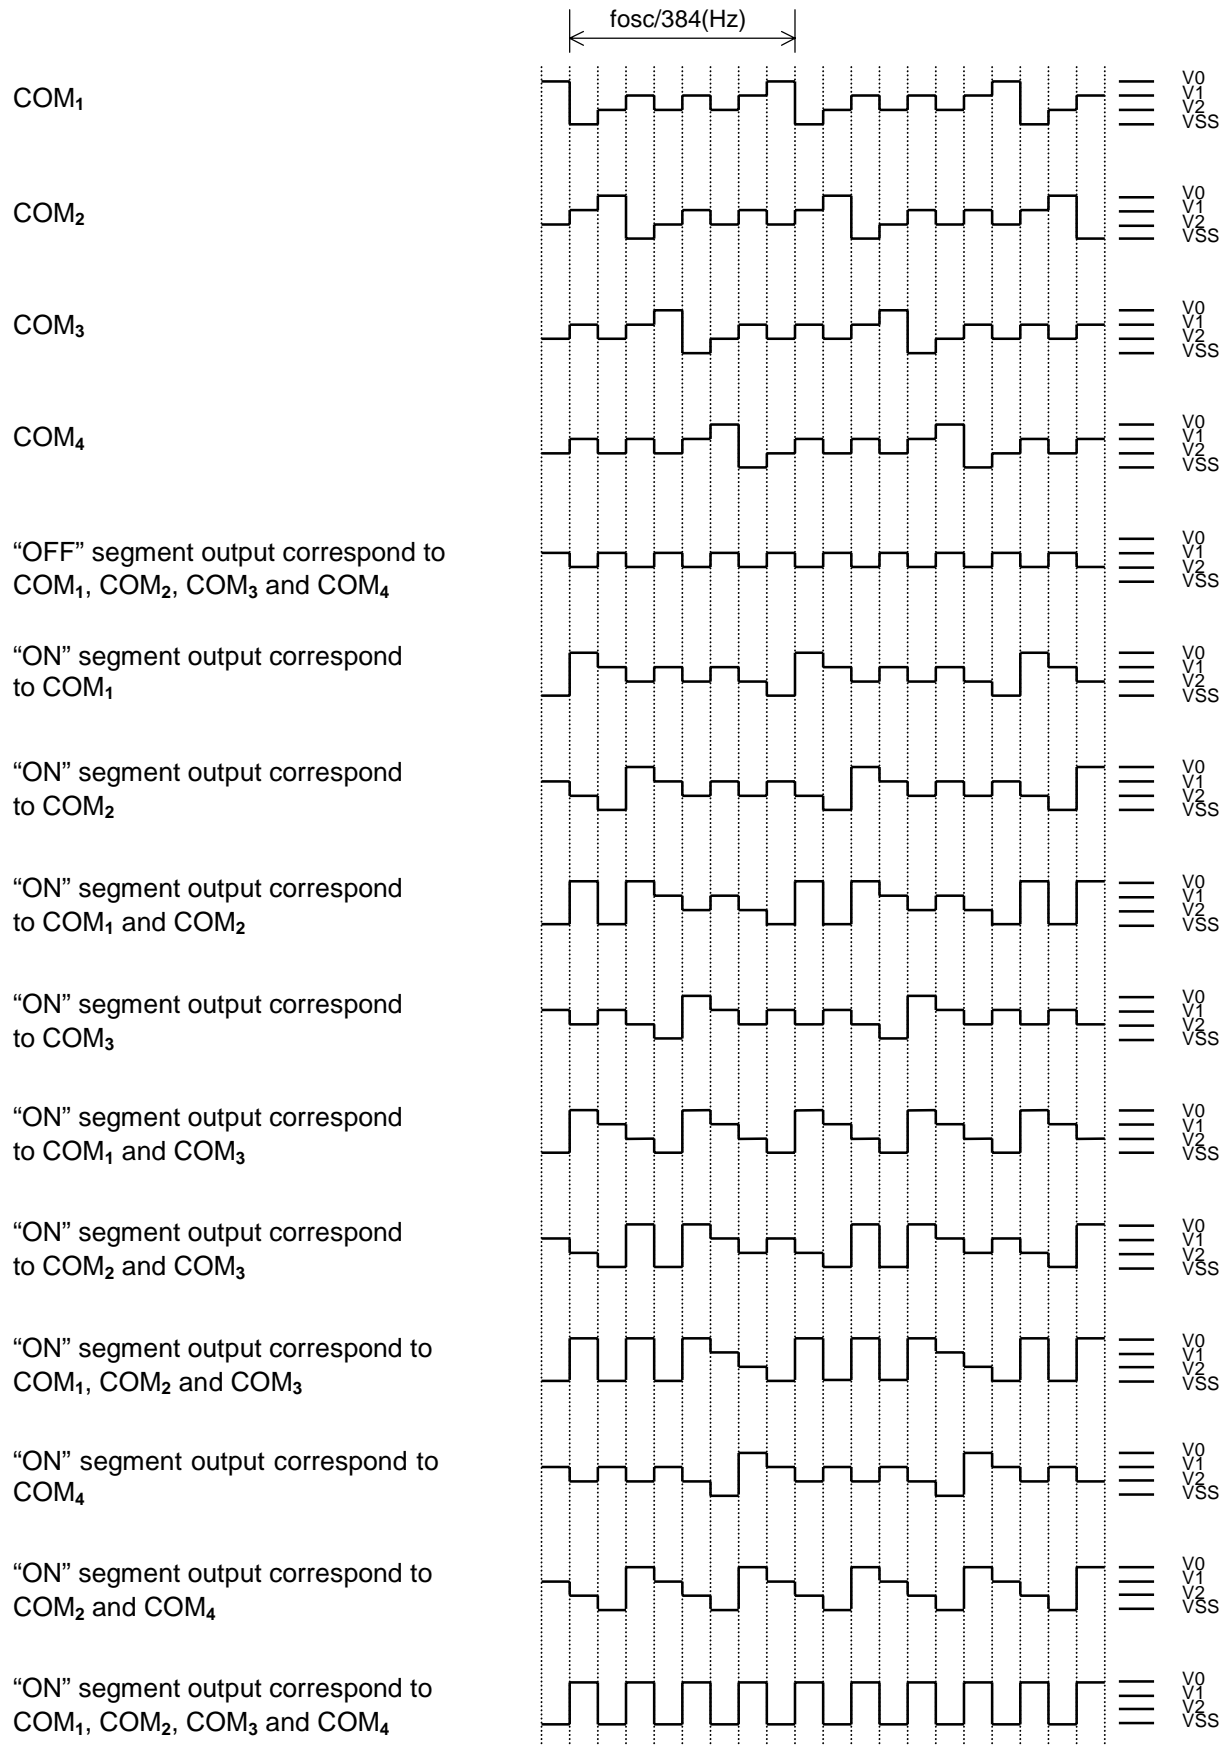 fosc/384(Hz)
COM₁
V0
V1
V2
VSS
COM₂
V0
V1
V2
VSS
COM₃
V0
V1
V2
VSS
COM₄
V0
V1
V2
VSS
“OFF” segment output correspond to
COM₁, COM₂, COM₃ and COM₄
V0
V1
V2
VSS
“ON” segment output correspond
to COM₁
V0
V1
V2
VSS
“ON” segment output correspond
to COM₂
V0
V1
V2
VSS
“ON” segment output correspond
to COM₁ and COM₂
V0
V1
V2
VSS
“ON” segment output correspond
to COM₃
V0
V1
V2
VSS
“ON” segment output correspond
to COM₁ and COM₃
V0
V1
V2
VSS
“ON” segment output correspond
to COM₂ and COM₃
V0
V1
V2
VSS
“ON” segment output correspond to
COM₁, COM₂ and COM₃
V0
V1
V2
VSS
“ON” segment output correspond to
COM₄
V0
V1
V2
VSS
“ON” segment output correspond to
COM₂ and COM₄
V0
V1
V2
VSS
“ON” segment output correspond to
COM₁, COM₂, COM₃ and COM₄
V0
V1
V2
VSS